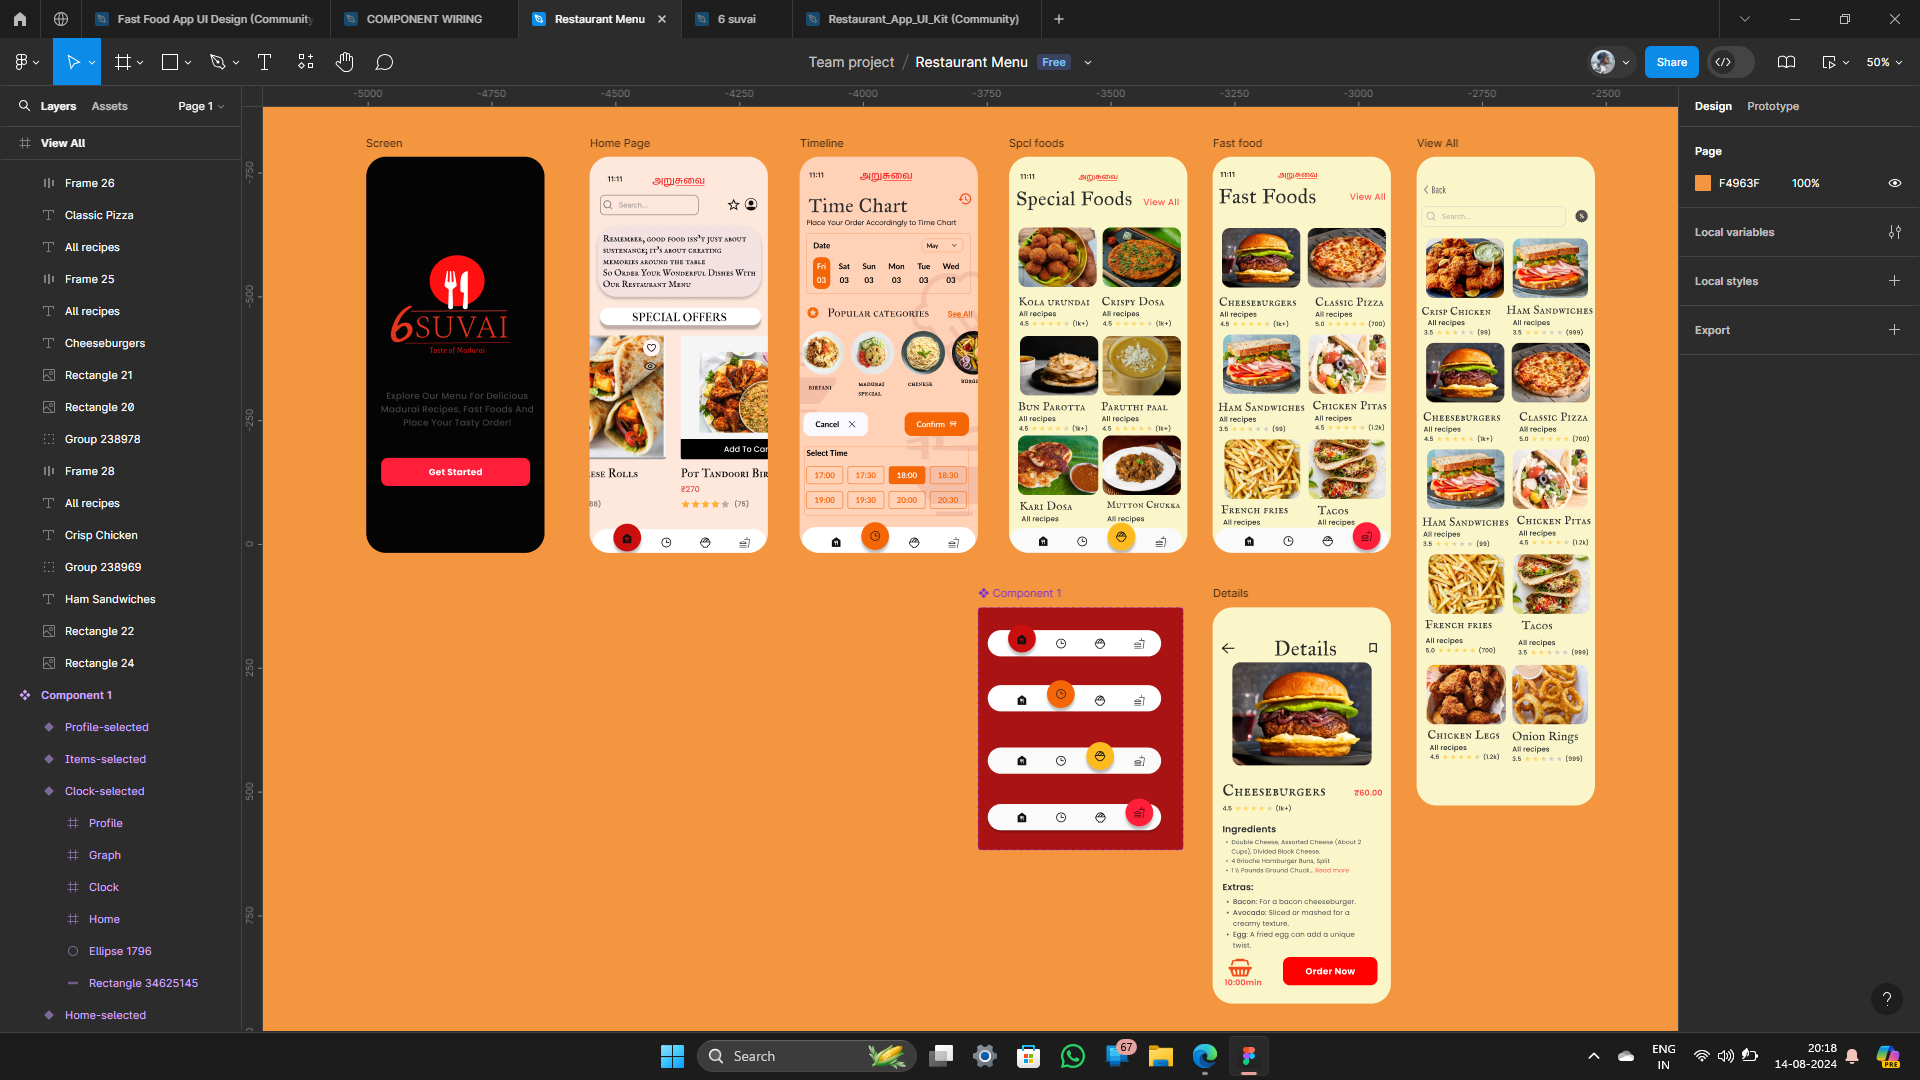 Fast Food App UI Design (Communit
COMPONENT WIRING
Restaurant Menu
6 suvai
Restaurant_App_UI_Kit (Community)
Team project / Restaurant Menu Free
Share
50%
Layers Assets Page 1
View All
Frame 26
Classic Pizza
All recipes
Frame 25
All recipes
Cheeseburgers
Rectangle 21
Rectangle 20
Group 238978
Frame 28
All recipes
Crisp Chicken
Group 238969
Ham Sandwiches
Rectangle 22
Rectangle 24
Component 1
Profile-selected
Items-selected
Clock-selected
Profile
Graph
Clock
Home
Ellipse 1796
Rectangle 34625145
Home-selected
-5000 -4750 -4500 -4250 -4000 -3750 -3500 -3250 -3000 -2750 -2500
-750
-500
-250
0
250
500
750
Screen
6SUVAI
Taste of Madurai
Explore Our Menu For Delicious
Madurai Recipes, Fast Foods And
Place Your Tasty Order!
Get Started
Home Page
11:11
அறுசுவை
Search...
Remember, good food isn't just about
sustenance; it's about creating
memories around the table
So Order Your Wonderful Dishes With
Our Restaurant Menu
SPECIAL OFFERS
Add To Car
ese Rolls
Pot Tandoori Bir
₹270
88)
(75)
Timeline
11:11
அறுசுவை
Time Chart
Place Your Order Accordingly to Time Chart
Date
May
Fri Sat Sun Mon Tue Wed
03 03 03 03 03 03
Popular categories
See All
Biryani
Madurai
Special
Chinese
Burge
Cancel
Confirm
Select Time
17:00 17:30 18:00 18:30
19:00 19:30 20:00 20:30
Spcl foods
11:11
அறுசுவை
Special Foods
View All
Kola urundai Crispy Dosa
All recipes All recipes
4.5 (1k+) 4.5 (1k+)
Bun Parotta Paruthi paal
All recipes All recipes
4.5 (1k+) 4.5 (1k+)
Kari Dosa Mutton Chukka
All recipes All recipes
Fast food
11:11
அறுசுவை
Fast Foods
View All
Cheeseburgers Classic Pizza
All recipes All recipes
4.5 (1k+) 5.0 (700)
Ham Sandwiches Chicken Pitas
All recipes All recipes
3.5 (99) 4.5 (1.2k)
French fries Tacos
All recipes All recipes
View All
Back
Search...
Crisp Chicken Ham Sandwiches
All recipes All recipes
3.5 (99) 3.5 (999)
Cheeseburgers Classic Pizza
All recipes All recipes
4.5 (1k+) 5.0 (700)
Ham Sandwiches Chicken Pitas
All recipes All recipes
3.5 (99) 4.5 (1.2k)
French fries Tacos
All recipes All recipes
5.0 (700) 3.5 (999)
Chicken Legs Onion Rings
All recipes All recipes
4.5 (1.2k) 3.5 (999)
Component 1
Details
Details
Cheeseburgers ₹60.00
4.5 (1k+)
Ingredients
• Double Cheese, Assorted Cheese (About 2
Cups), Divided Block Cheese.
• 4 Brioche Hamburger Buns, Split
• 1 ½ Pounds Ground Chuck... Read more
Extras:
• Bacon: For a bacon cheeseburger.
• Avocado: Sliced or mashed for a
creamy texture.
• Egg: A fried egg can add a unique
twist.
10:00min
Order Now
Design Prototype
Page
F4963F 100%
Local variables
Local styles
Export
?
Search
67
ENG
IN
20:18
14-08-2024
PRE